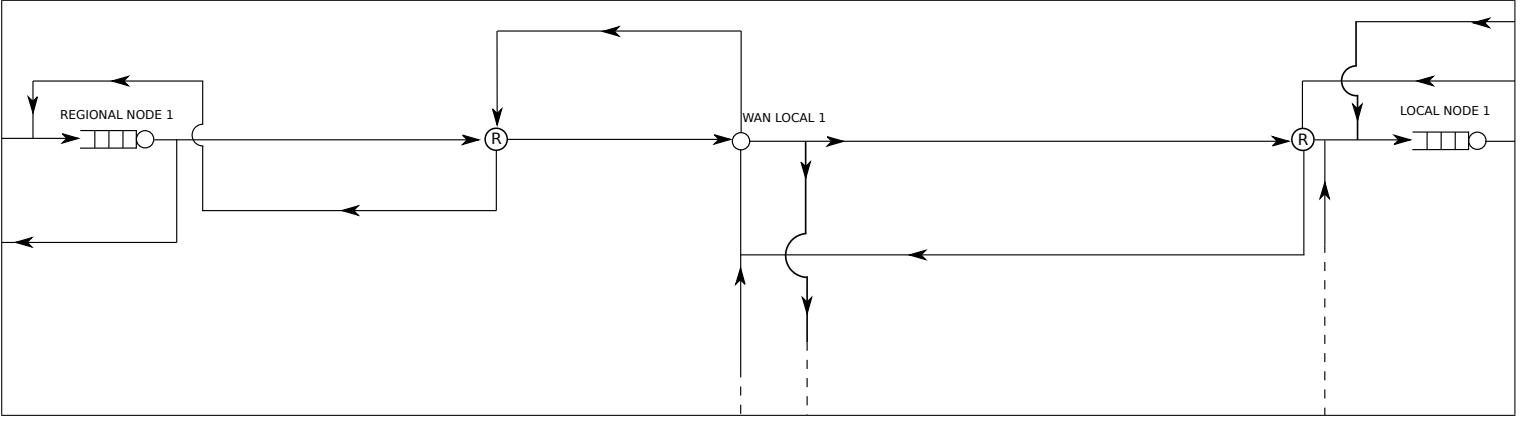 REGIONAL NODE 1
R
WAN LOCAL 1
R
LOCAL NODE 1